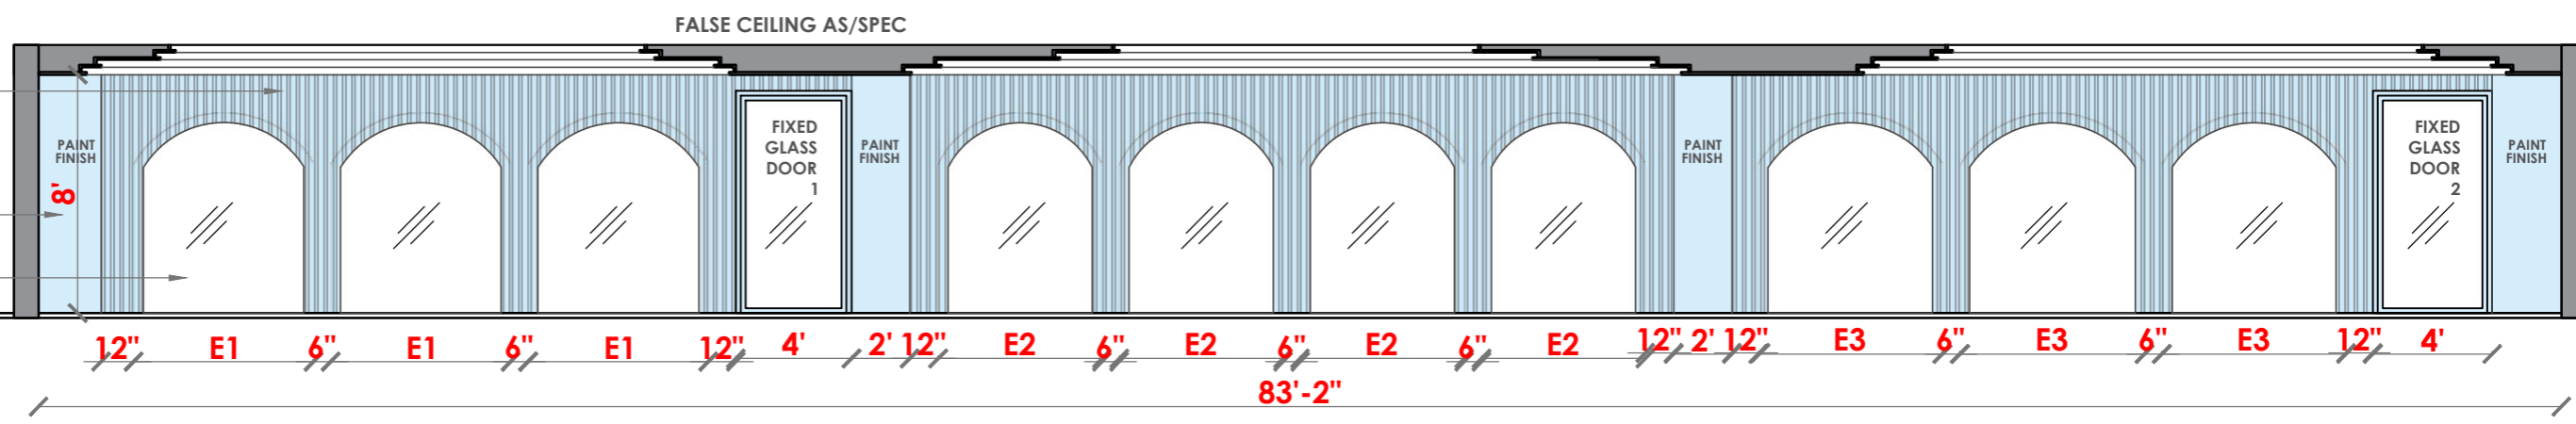 FALSE CEILING AS/SPEC
PAINT
FINISH
8'
FIXED
GLASS
DOOR
1
PAINT
FINISH
PAINT
FINISH
FIXED
GLASS
DOOR
2
PAINT
FINISH
12" E1 6" E1 6" E1 12" 4' 2' 12" E2 6" E2 6" E2 6" E2 12" 2' 12" E3 6" E3 6" E3 12" 4'
83'-2"